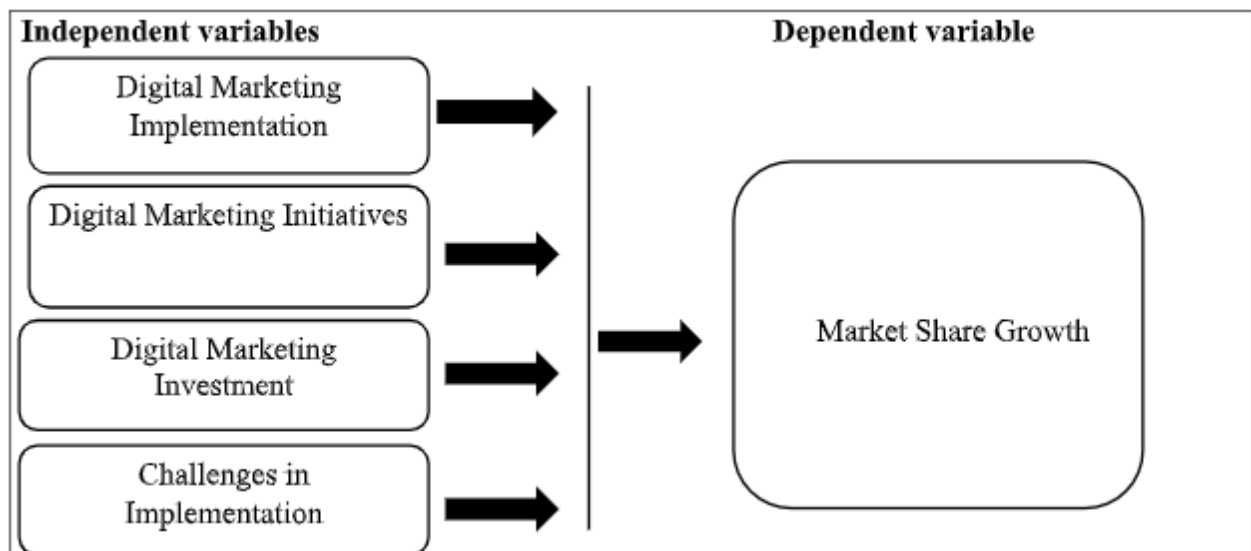 Independent variables
Dependent variable
Digital Marketing
Implementation
Digital Marketing Initiatives
Digital Marketing
Investment
Challenges in
Implementation
Market Share Growth